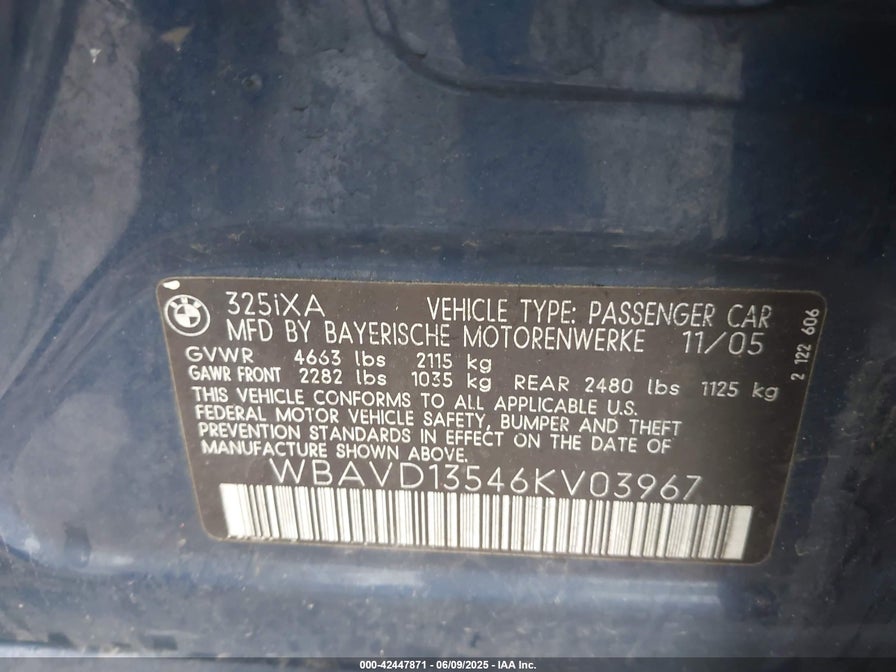 BMW
325iXA VEHICLE TYPE: PASSENGER CAR
MFD BY BAYERISCHE MOTORENWERKE 11/05
GVWR 4663 lbs 2115 kg
GAWR FRONT 2282 lbs 1035 kg REAR 2480 lbs 1125 kg
THIS VEHICLE CONFORMS TO ALL APPLICABLE U.S.
FEDERAL MOTOR VEHICLE SAFETY, BUMPER AND THEFT
PREVENTION STANDARDS IN EFFECT ON THE DATE OF
MANUFACTURE SHOWN ABOVE.
WBAVD13546KV03967
2 122 606
000-42447871 / 06/09/2025 - IAA Inc.